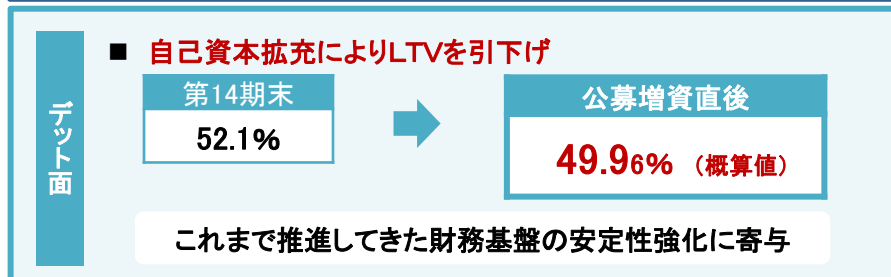 デット面
■ 自己資本拡充によりLTVを引下げ
第14期末
52.1%
公募増資直後
49.96% （概算値）
これまで推進してきた財務基盤の安定性強化に寄与